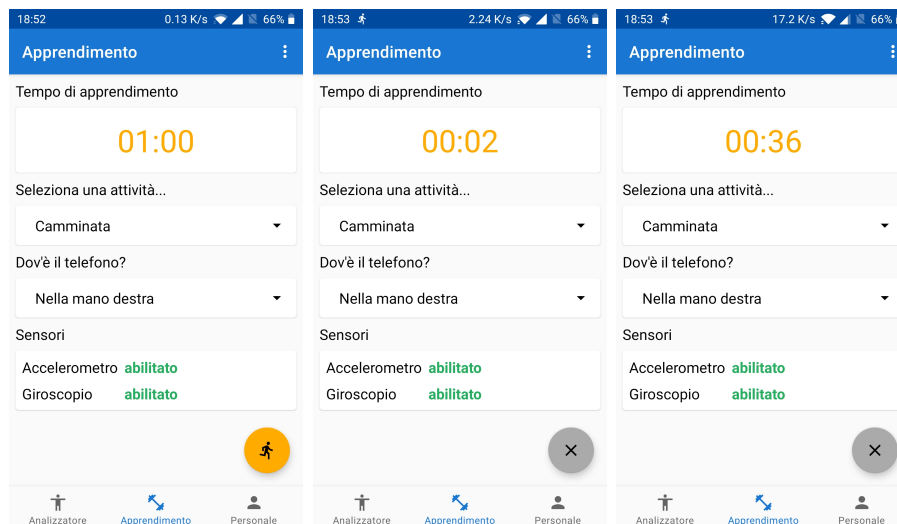 18:52 0.13 K/s 66%
Apprendimento
Tempo di apprendimento
01:00
Seleziona una attività...
Camminata
Dov'è il telefono?
Nella mano destra
Sensori
Accelerometro abilitato
Giroscopio abilitato
Analizzatore Apprendimento Personale
18:53 2.24 K/s 66%
Apprendimento
Tempo di apprendimento
00:02
Seleziona una attività...
Camminata
Dov'è il telefono?
Nella mano destra
Sensori
Accelerometro abilitato
Giroscopio abilitato
Analizzatore Apprendimento Personale
18:53 17.2 K/s 66%
Apprendimento
Tempo di apprendimento
00:36
Seleziona una attività...
Camminata
Dov'è il telefono?
Nella mano destra
Sensori
Accelerometro abilitato
Giroscopio abilitato
Analizzatore Apprendimento Personale